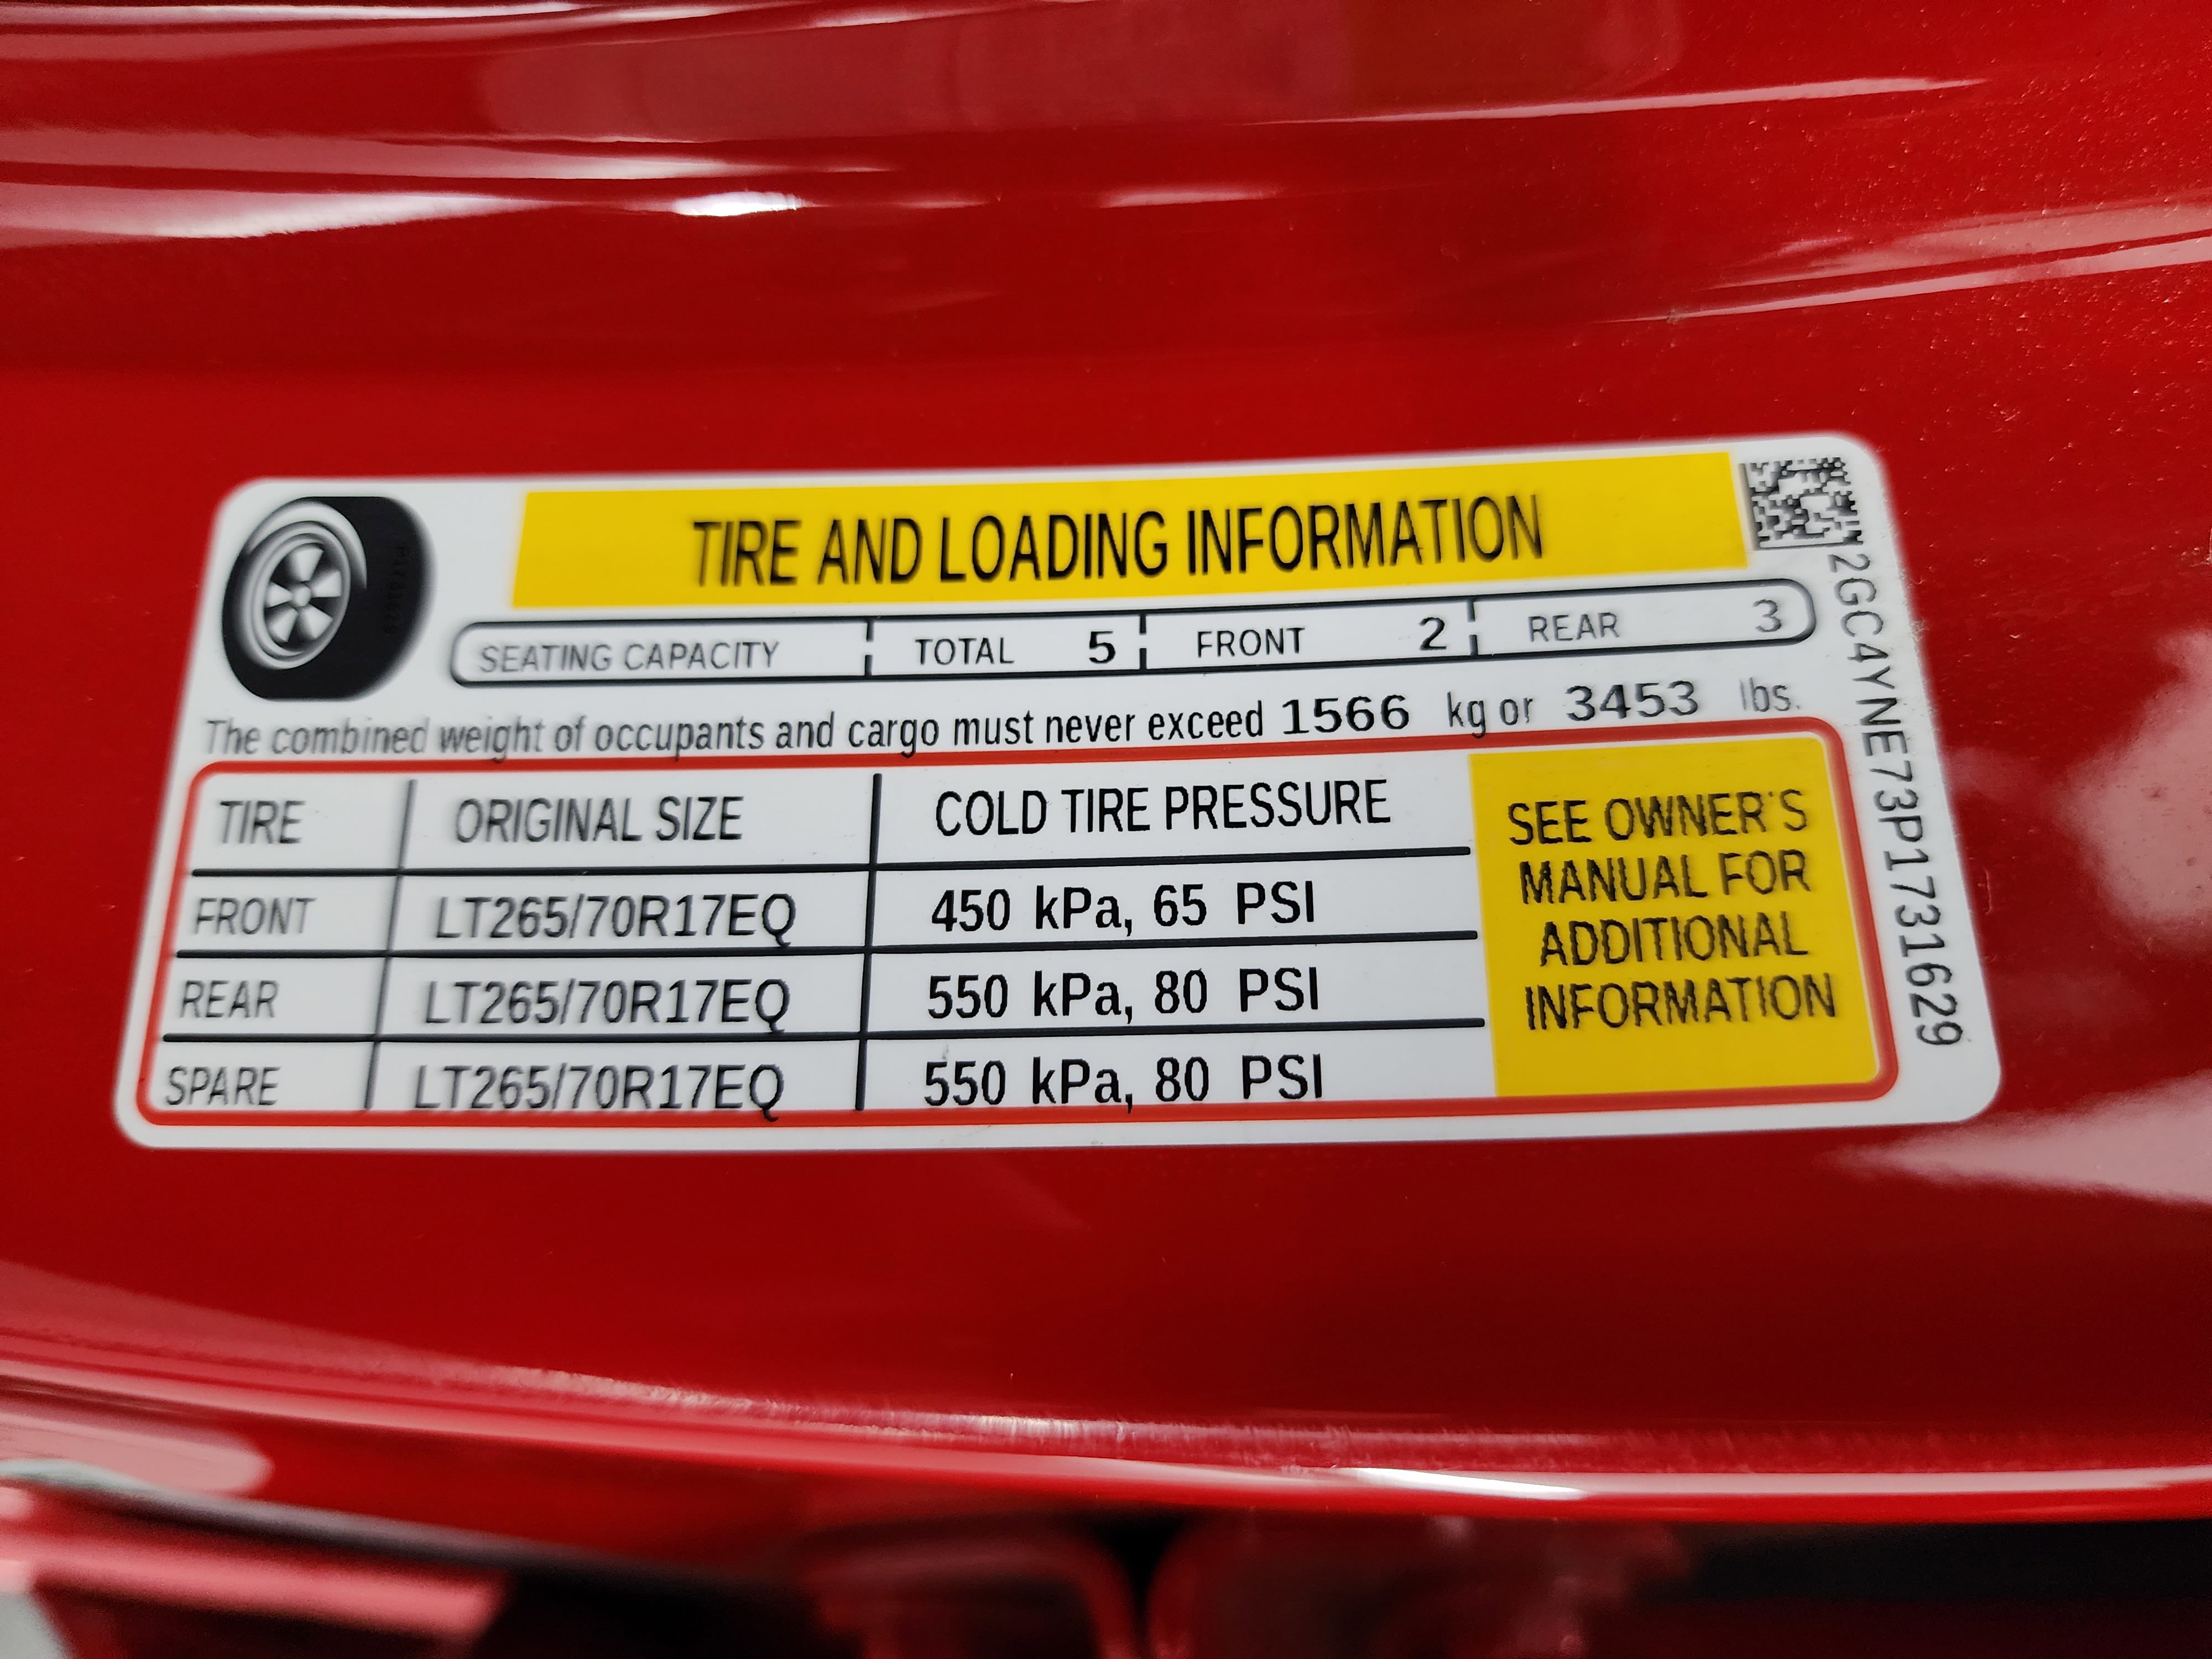 TIRE AND LOADING INFORMATION
SEATING CAPACITY TOTAL 5 FRONT 2 REAR 3
The combined weight of occupants and cargo must never exceed 1566 kg or 3453 lbs.
TIRE ORIGINAL SIZE COLD TIRE PRESSURE
FRONT LT265/70R17EQ 450 kPa, 65 PSI
REAR LT265/70R17EQ 550 kPa, 80 PSI
SPARE LT265/70R17EQ 550 kPa, 80 PSI
SEE OWNER'S
MANUAL FOR
ADDITIONAL
INFORMATION
2GC4YNE73P1731629